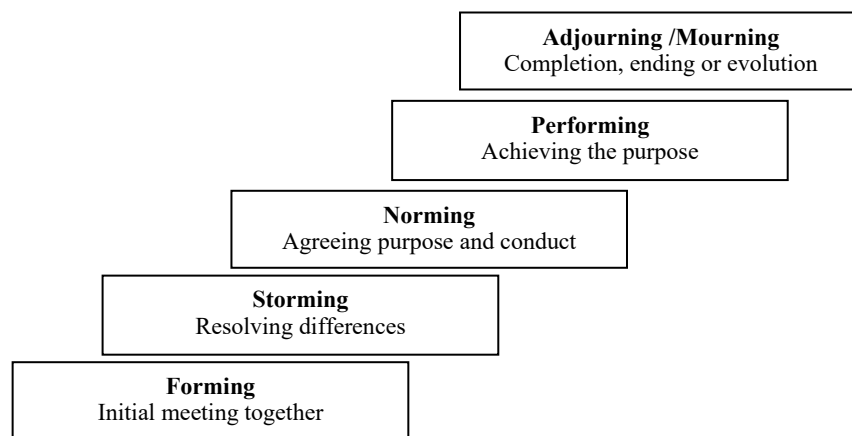 Adjourning /Mourning
Completion, ending or evolution
Performing
Achieving the purpose
Norming
Agreeing purpose and conduct
Storming
Resolving differences
Forming
Initial meeting together